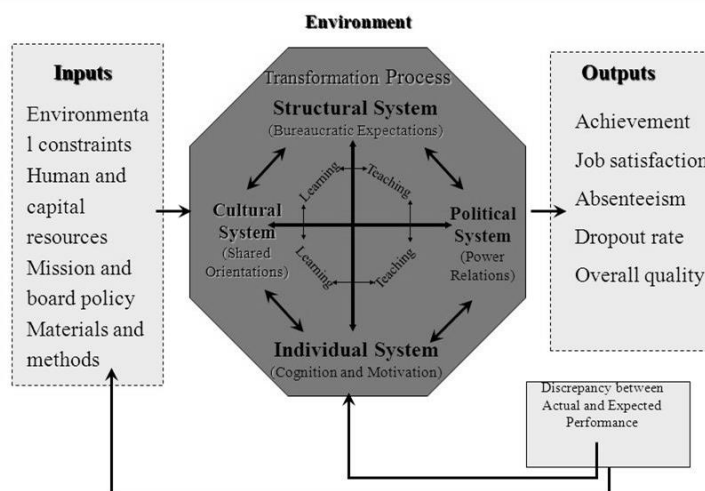 Environment
Inputs
Environmenta
l constraints
Human and
capital
resources
Mission and
board policy
Materials and
methods
Transformation Process
Structural System
(Bureaucratic Expectations)
Learning
Teaching
Cultural
System
(Shared
Orientations)
Political
System
(Power
Relations)
Learning
Teaching
Individual System
(Cognition and Motivation)
Outputs
Achievement
Job satisfaction
Absenteeism
Dropout rate
Overall quality
Discrepancy between
Actual and Expected
Performance